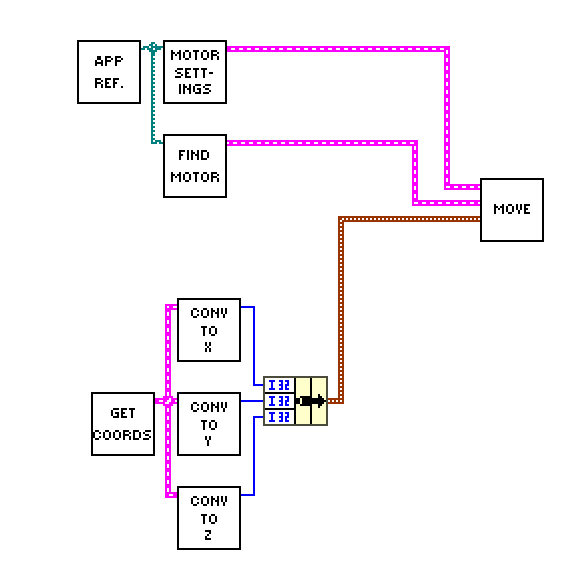 APP
REF.
MOTOR
SETT-
INGS
FIND
MOTOR
MOVE
CONV
TO
X
GET
COORDS
CONV
TO
Y
CONV
TO
Z
I32
I32
I32